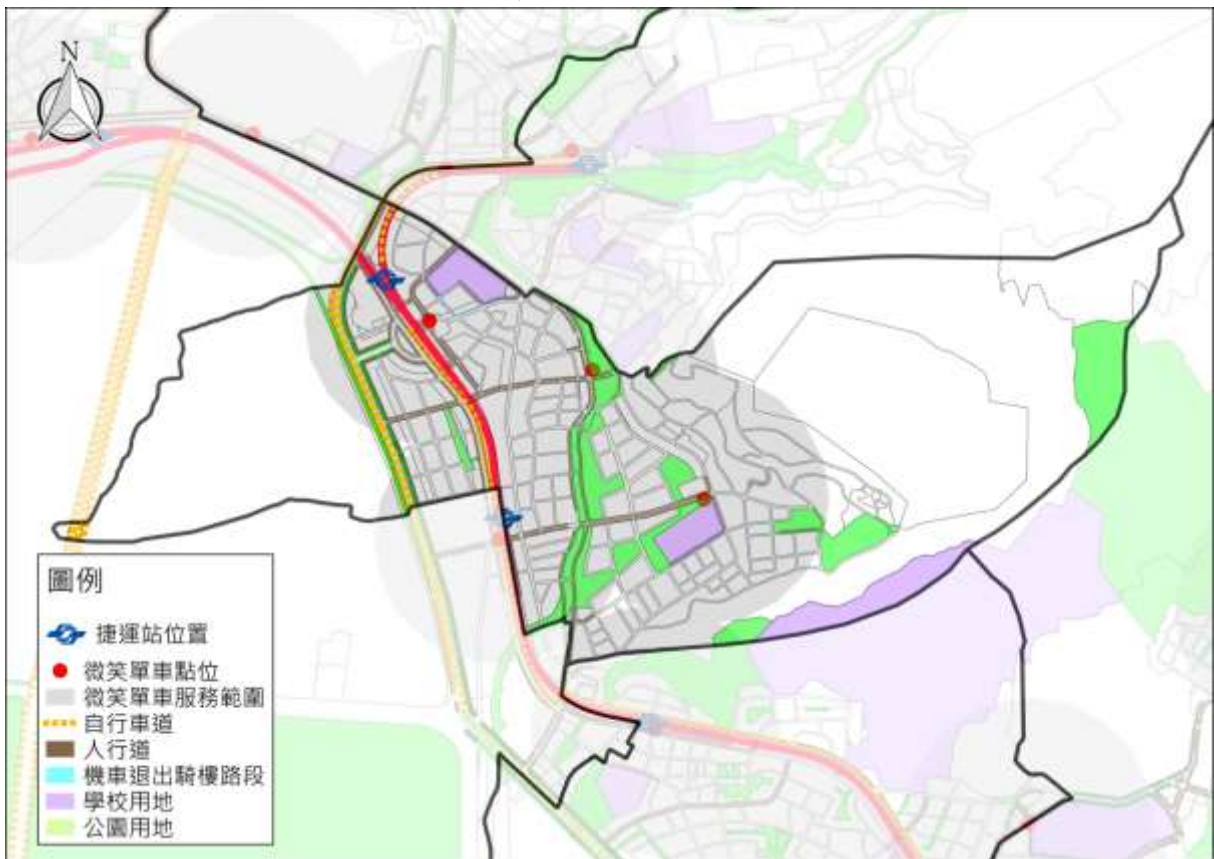 N
圖例
捷運站位置
微笑單車點位
微笑單車服務範圍
自行車道
人行道
機車退出騎樓路段
學校用地
公園用地